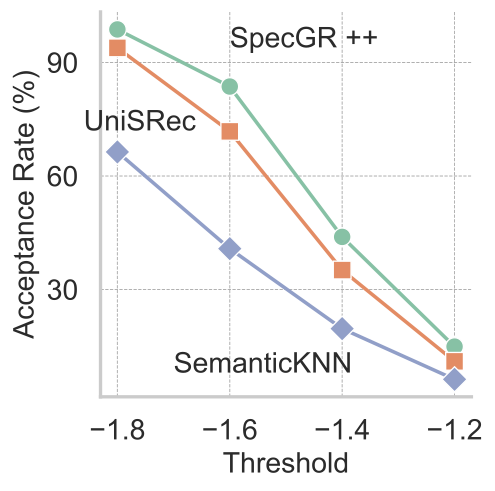 SpecGR ++
90
UniSRec
60
30
SemanticKNN
Acceptance Rate (%)
−1.8 −1.6 −1.4 −1.2
Threshold